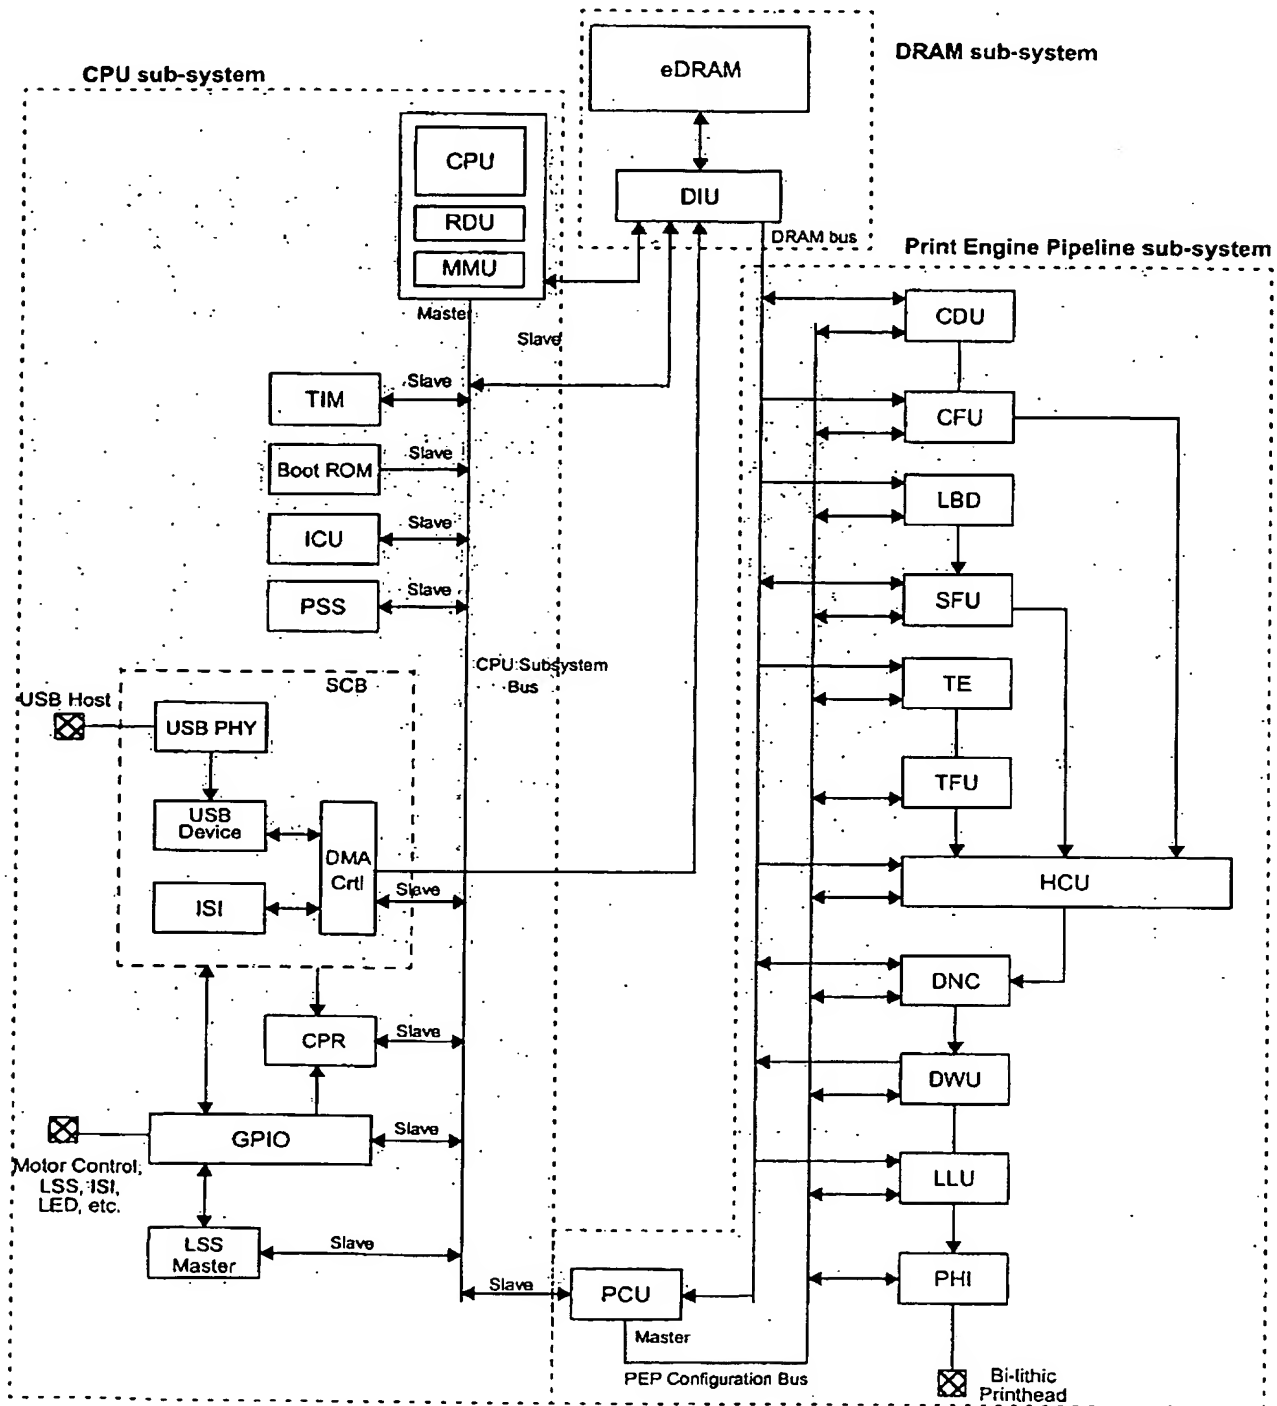 CPU sub-system
DRAM sub-system
eDRAM
CPU
RDU
MMU
DIU
DRAM bus
Print Engine Pipeline sub-system
Master
Slave
CDU
TIM
Slave
CFU
Boot ROM
Slave
LBD
ICU
Slave
PSS
Slave
SFU
CPU Subsystem
Bus
SCB
TE
USB Host
USB PHY
TFU
USB
Device
DMA
Crtl
Slave
HCU
ISI
DNC
CPR
Slave
DWU
GPIO
Slave
Motor Control,
LSS, ISI,
LED, etc.
LLU
LSS
Master
Slave
PHI
Slave
PCU
Master
PEP Configuration Bus
Bi-lithic
Printhead